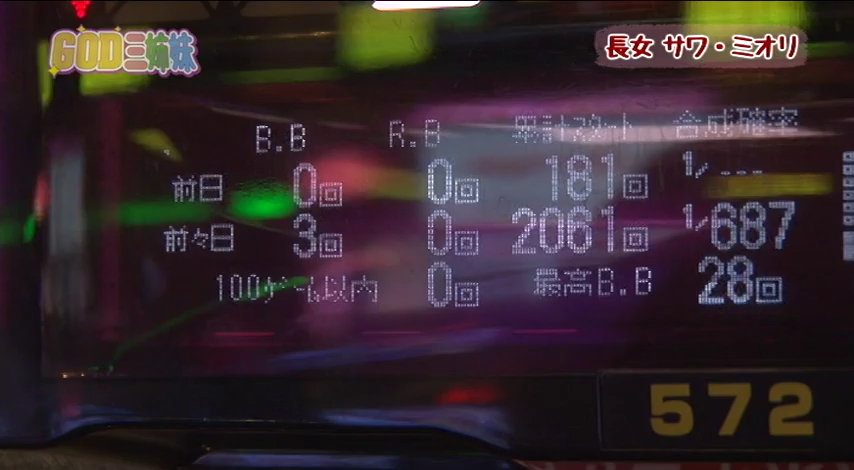 GOD三姉妹
長女 サワ・ミオリ
B.B R.B 累計スタート 合成確率
前日 0回 0回 181回 1/---
前々日 3回 0回 2061回 1/687
100ゲーム以内 0回 最高B.B 28回
572